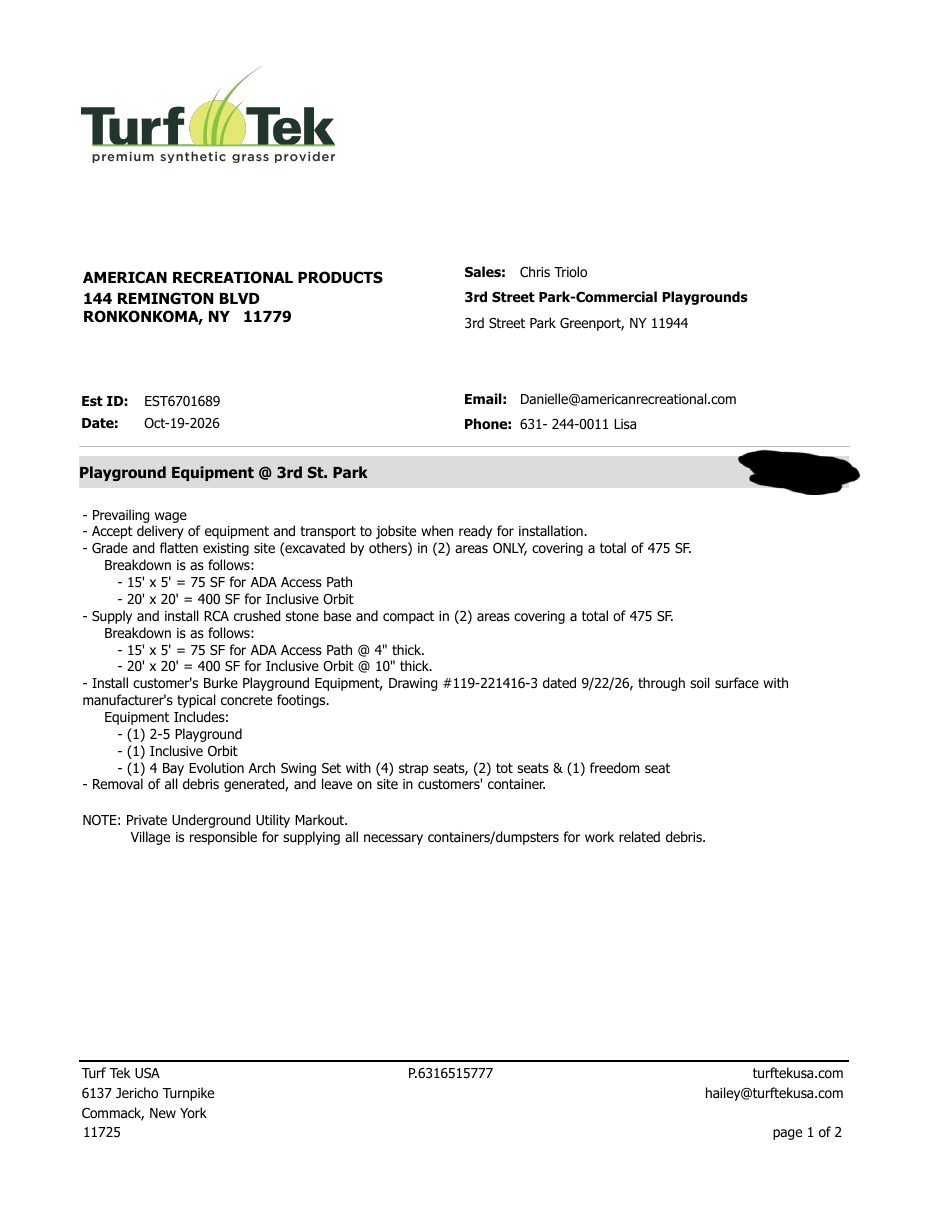 Turf Tek
premium synthetic grass provider
AMERICAN RECREATIONAL PRODUCTS
144 REMINGTON BLVD
RONKONKOMA, NY 11779
Sales: Chris Triolo
3rd Street Park-Commercial Playgrounds
3rd Street Park Greenport, NY 11944
Est ID: EST6701689
Date: Oct-19-2026
Email: Danielle@americanrecreational.com
Phone: 631- 244-0011 Lisa
Playground Equipment @ 3rd St. Park
- Prevailing wage
- Accept delivery of equipment and transport to jobsite when ready for installation.
- Grade and flatten existing site (excavated by others) in (2) areas ONLY, covering a total of 475 SF.
Breakdown is as follows:
- 15' x 5' = 75 SF for ADA Access Path
- 20' x 20' = 400 SF for Inclusive Orbit
- Supply and install RCA crushed stone base and compact in (2) areas covering a total of 475 SF.
Breakdown is as follows:
- 15' x 5' = 75 SF for ADA Access Path @ 4" thick.
- 20' x 20' = 400 SF for Inclusive Orbit @ 10" thick.
- Install customer's Burke Playground Equipment, Drawing #119-221416-3 dated 9/22/26, through soil surface with
manufacturer's typical concrete footings.
Equipment Includes:
- (1) 2-5 Playground
- (1) Inclusive Orbit
- (1) 4 Bay Evolution Arch Swing Set with (4) strap seats, (2) tot seats & (1) freedom seat
- Removal of all debris generated, and leave on site in customers' container.
NOTE: Private Underground Utility Markout.
Village is responsible for supplying all necessary containers/dumpsters for work related debris.
Turf Tek USA
6137 Jericho Turnpike
Commack, New York
11725
P.6316515777
turftekusa.com
hailey@turftekusa.com
page 1 of 2